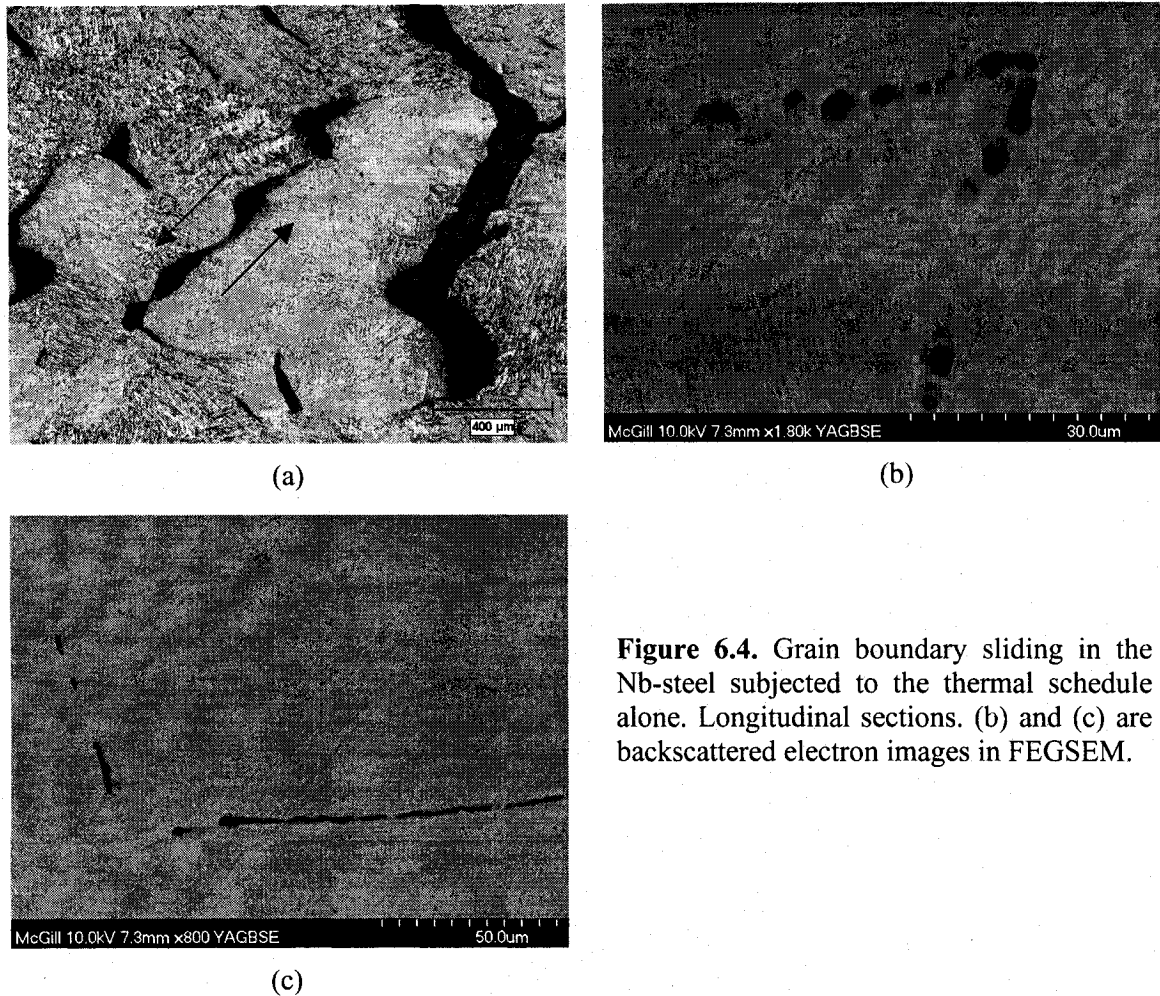 400 μm
(a)
McGill 10.0kV 7.3mm x1.80k YAGBSE 30.0um
(b)
McGill 10.0kV 7.3mm x800 YAGBSE 50.0um
(c)
Figure 6.4. Grain boundary sliding in the
Nb-steel subjected to the thermal schedule
alone. Longitudinal sections. (b) and (c) are
backscattered electron images in FEGSEM.